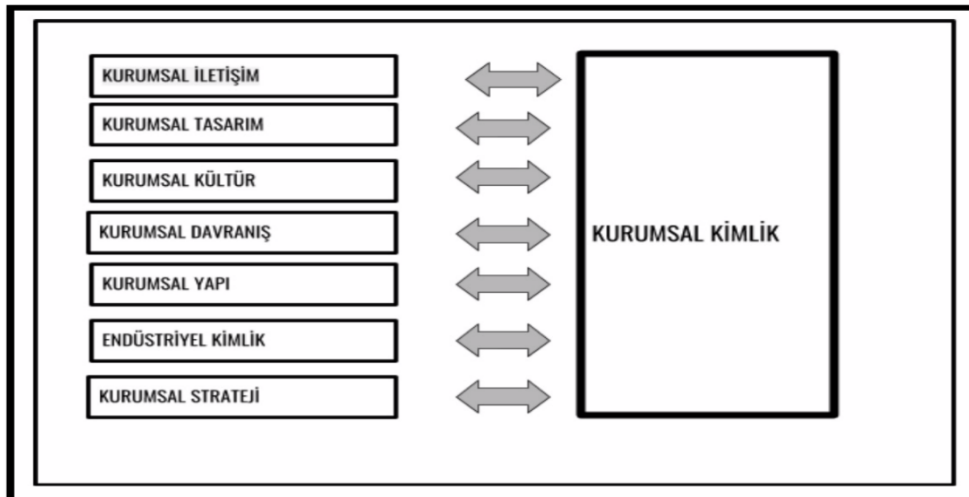 KURUMSAL İLETİŞİM
KURUMSAL TASARIM
KURUMSAL KÜLTÜR
KURUMSAL DAVRANIŞ
KURUMSAL YAPI
ENDÜSTRİYEL KİMLİK
KURUMSAL STRATEJİ
KURUMSAL KİMLİK